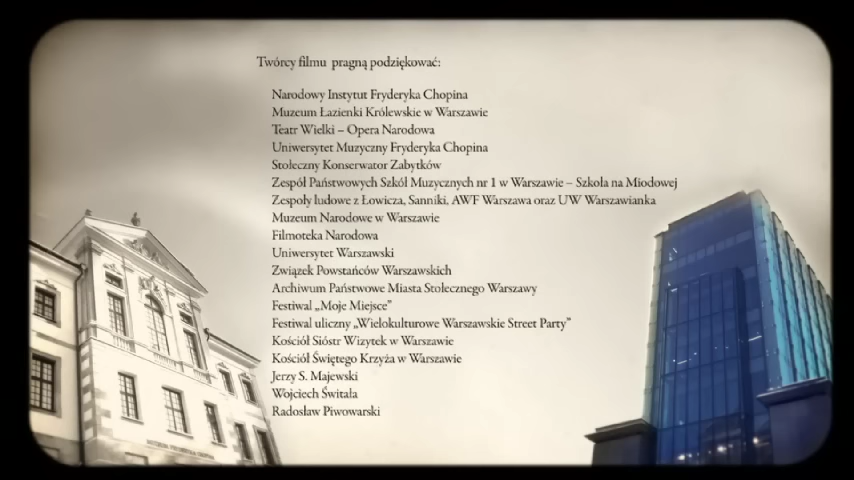 Twórcy filmu pragną podziękować:
Narodowy Instytut Fryderyka Chopina
Muzeum Łazienki Królewskie w Warszawie
Teatr Wielki – Opera Narodowa
Uniwersytet Muzyczny Fryderyka Chopina
Stołeczny Konserwator Zabytków
Zespół Państwowych Szkół Muzycznych nr 1 w Warszawie – Szkoła na Miodowej
Zespoły ludowe z Łowicza, Sanniki, AWF Warszawa oraz UW Warszawianka
Muzeum Narodowe w Warszawie
Filmoteka Narodowa
Uniwersytet Warszawski
Związek Powstańców Warszawskich
Archiwum Państwowe Miasta Stołecznego Warszawy
Festiwal „Moje Miejsce”
Festiwal uliczny „Wielokulturowe Warszawskie Street Party”
Kościół Sióstr Wizytek w Warszawie
Kościół Świętego Krzyża w Warszawie
Jerzy S. Majewski
Wojciech Świtała
Radosław Piwowarski